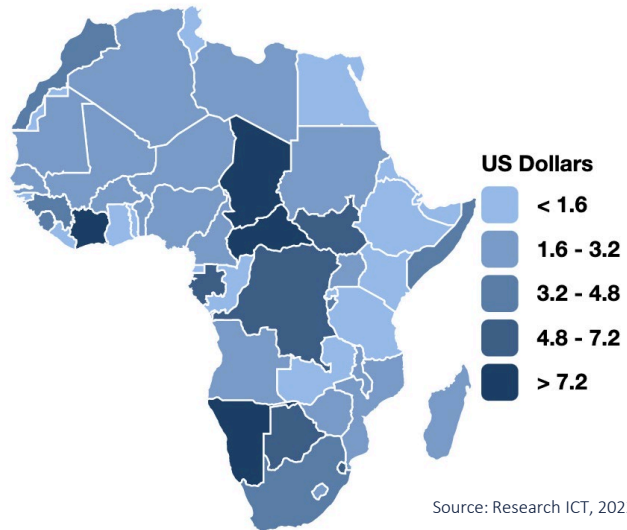 US Dollars
< 1.6
1.6 - 3.2
3.2 - 4.8
4.8 - 7.2
> 7.2
Source: Research ICT, 202